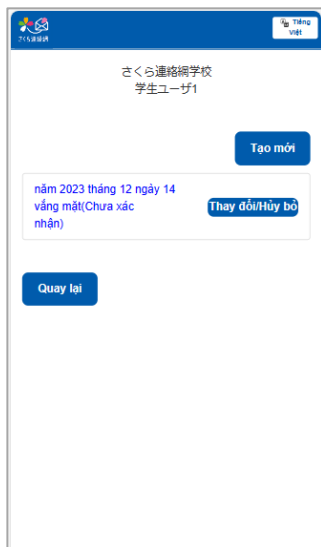 さくら連絡網
Tiếng
Việt
さくら連絡網学校
学生ユーザ1
Tạo mới
năm 2023 tháng 12 ngày 14
vắng mặt(Chưa xác
nhận)
Thay đổi/Hủy bỏ
Quay lại